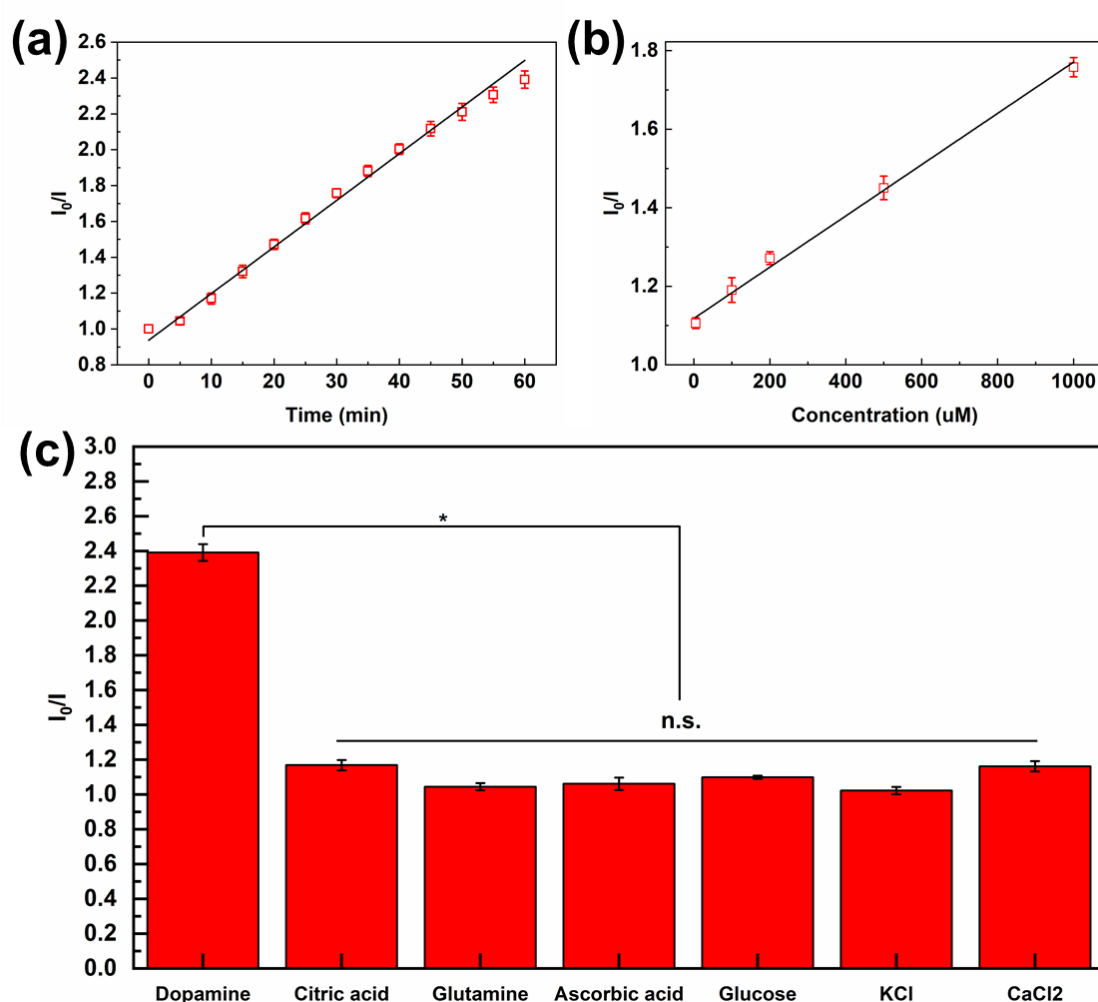 (a)
2.6
2.4
2.2
2.0
1.8
1.6
1.4
1.2
1.0
0.8
I₀/I
0 10 20 30 40 50 60
Time (min)
(b)
1.8
1.6
1.4
1.2
1.0
I₀/I
0 200 400 600 800 1000
Concentration (uM)
(c)
3.0
2.8
2.6
2.4
2.2
2.0
1.8
1.6
1.4
1.2
1.0
0.8
0.6
0.4
0.2
0.0
I₀/I
*
n.s.
Dopamine Citric acid Glutamine Ascorbic acid Glucose KCl CaCl2